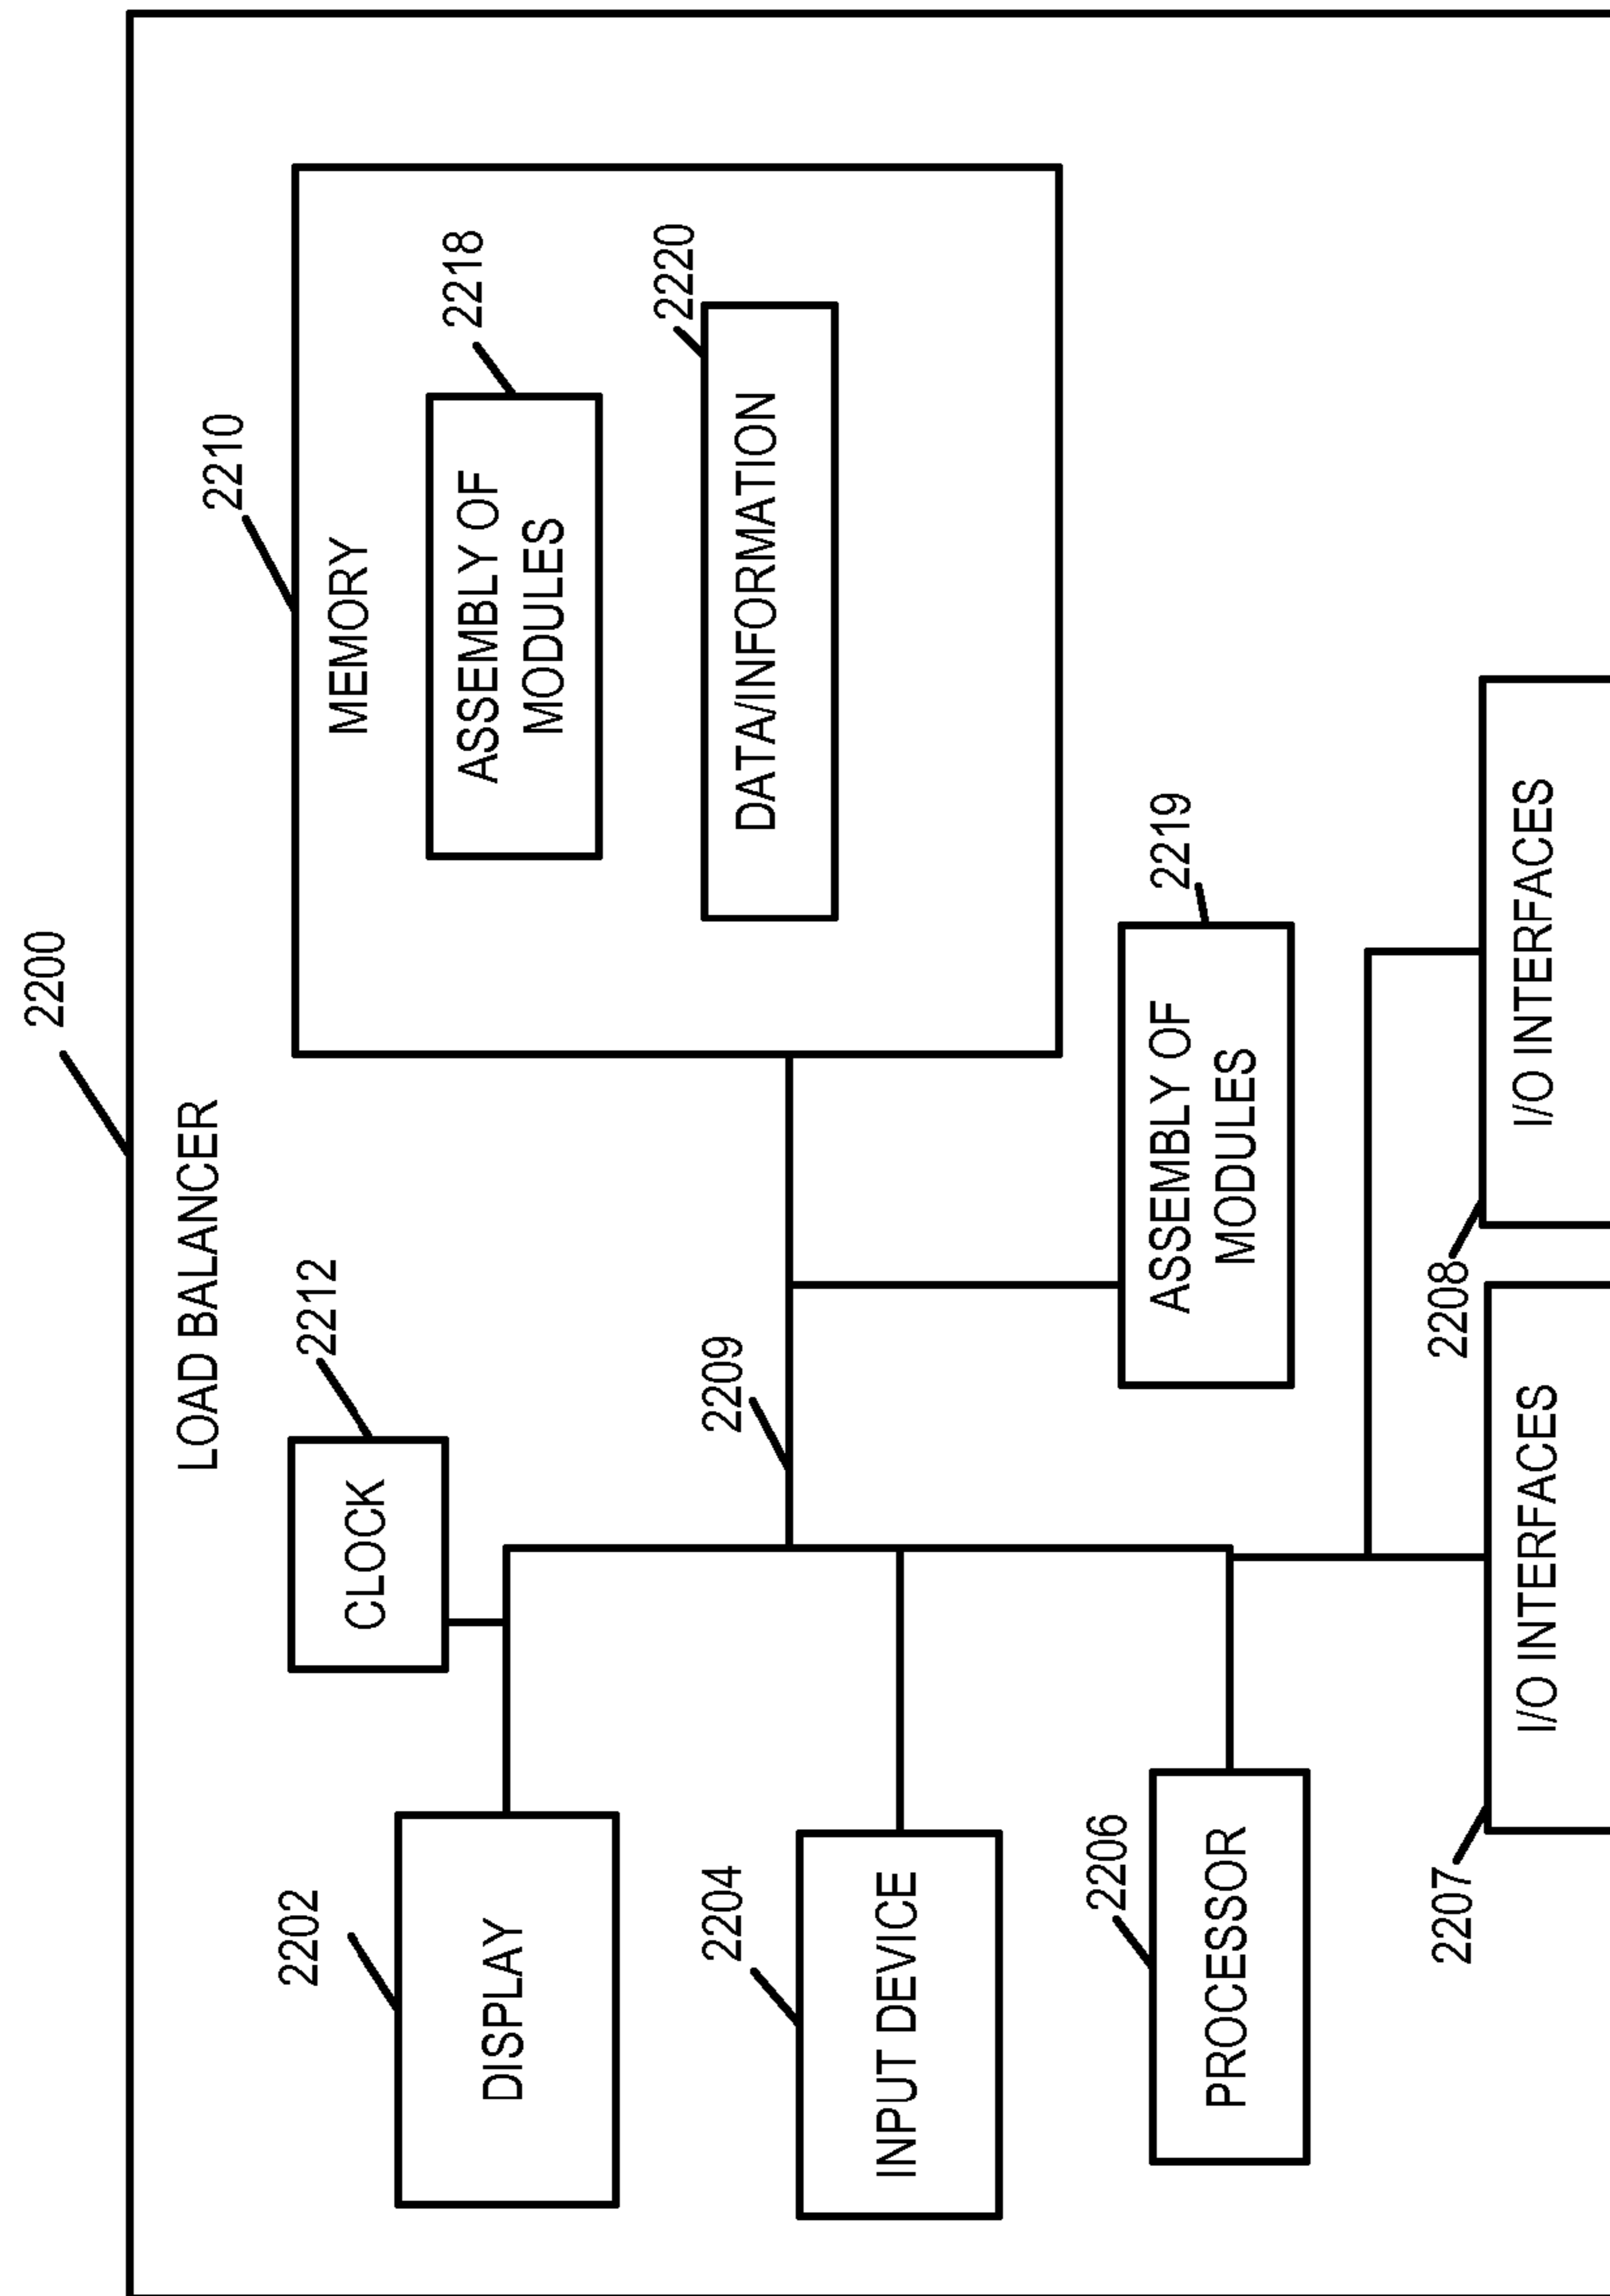 2200
LOAD BALANCER
2210
MEMORY
2212
CLOCK
2202
DISPLAY
2218
ASSEMBLY OF
MODULES
2220
DATA/INFORMATION
2204
INPUT DEVICE
2209
2206
PROCESSOR
2219
ASSEMBLY OF
MODULES
2207
I/O INTERFACES
2208
I/O INTERFACES